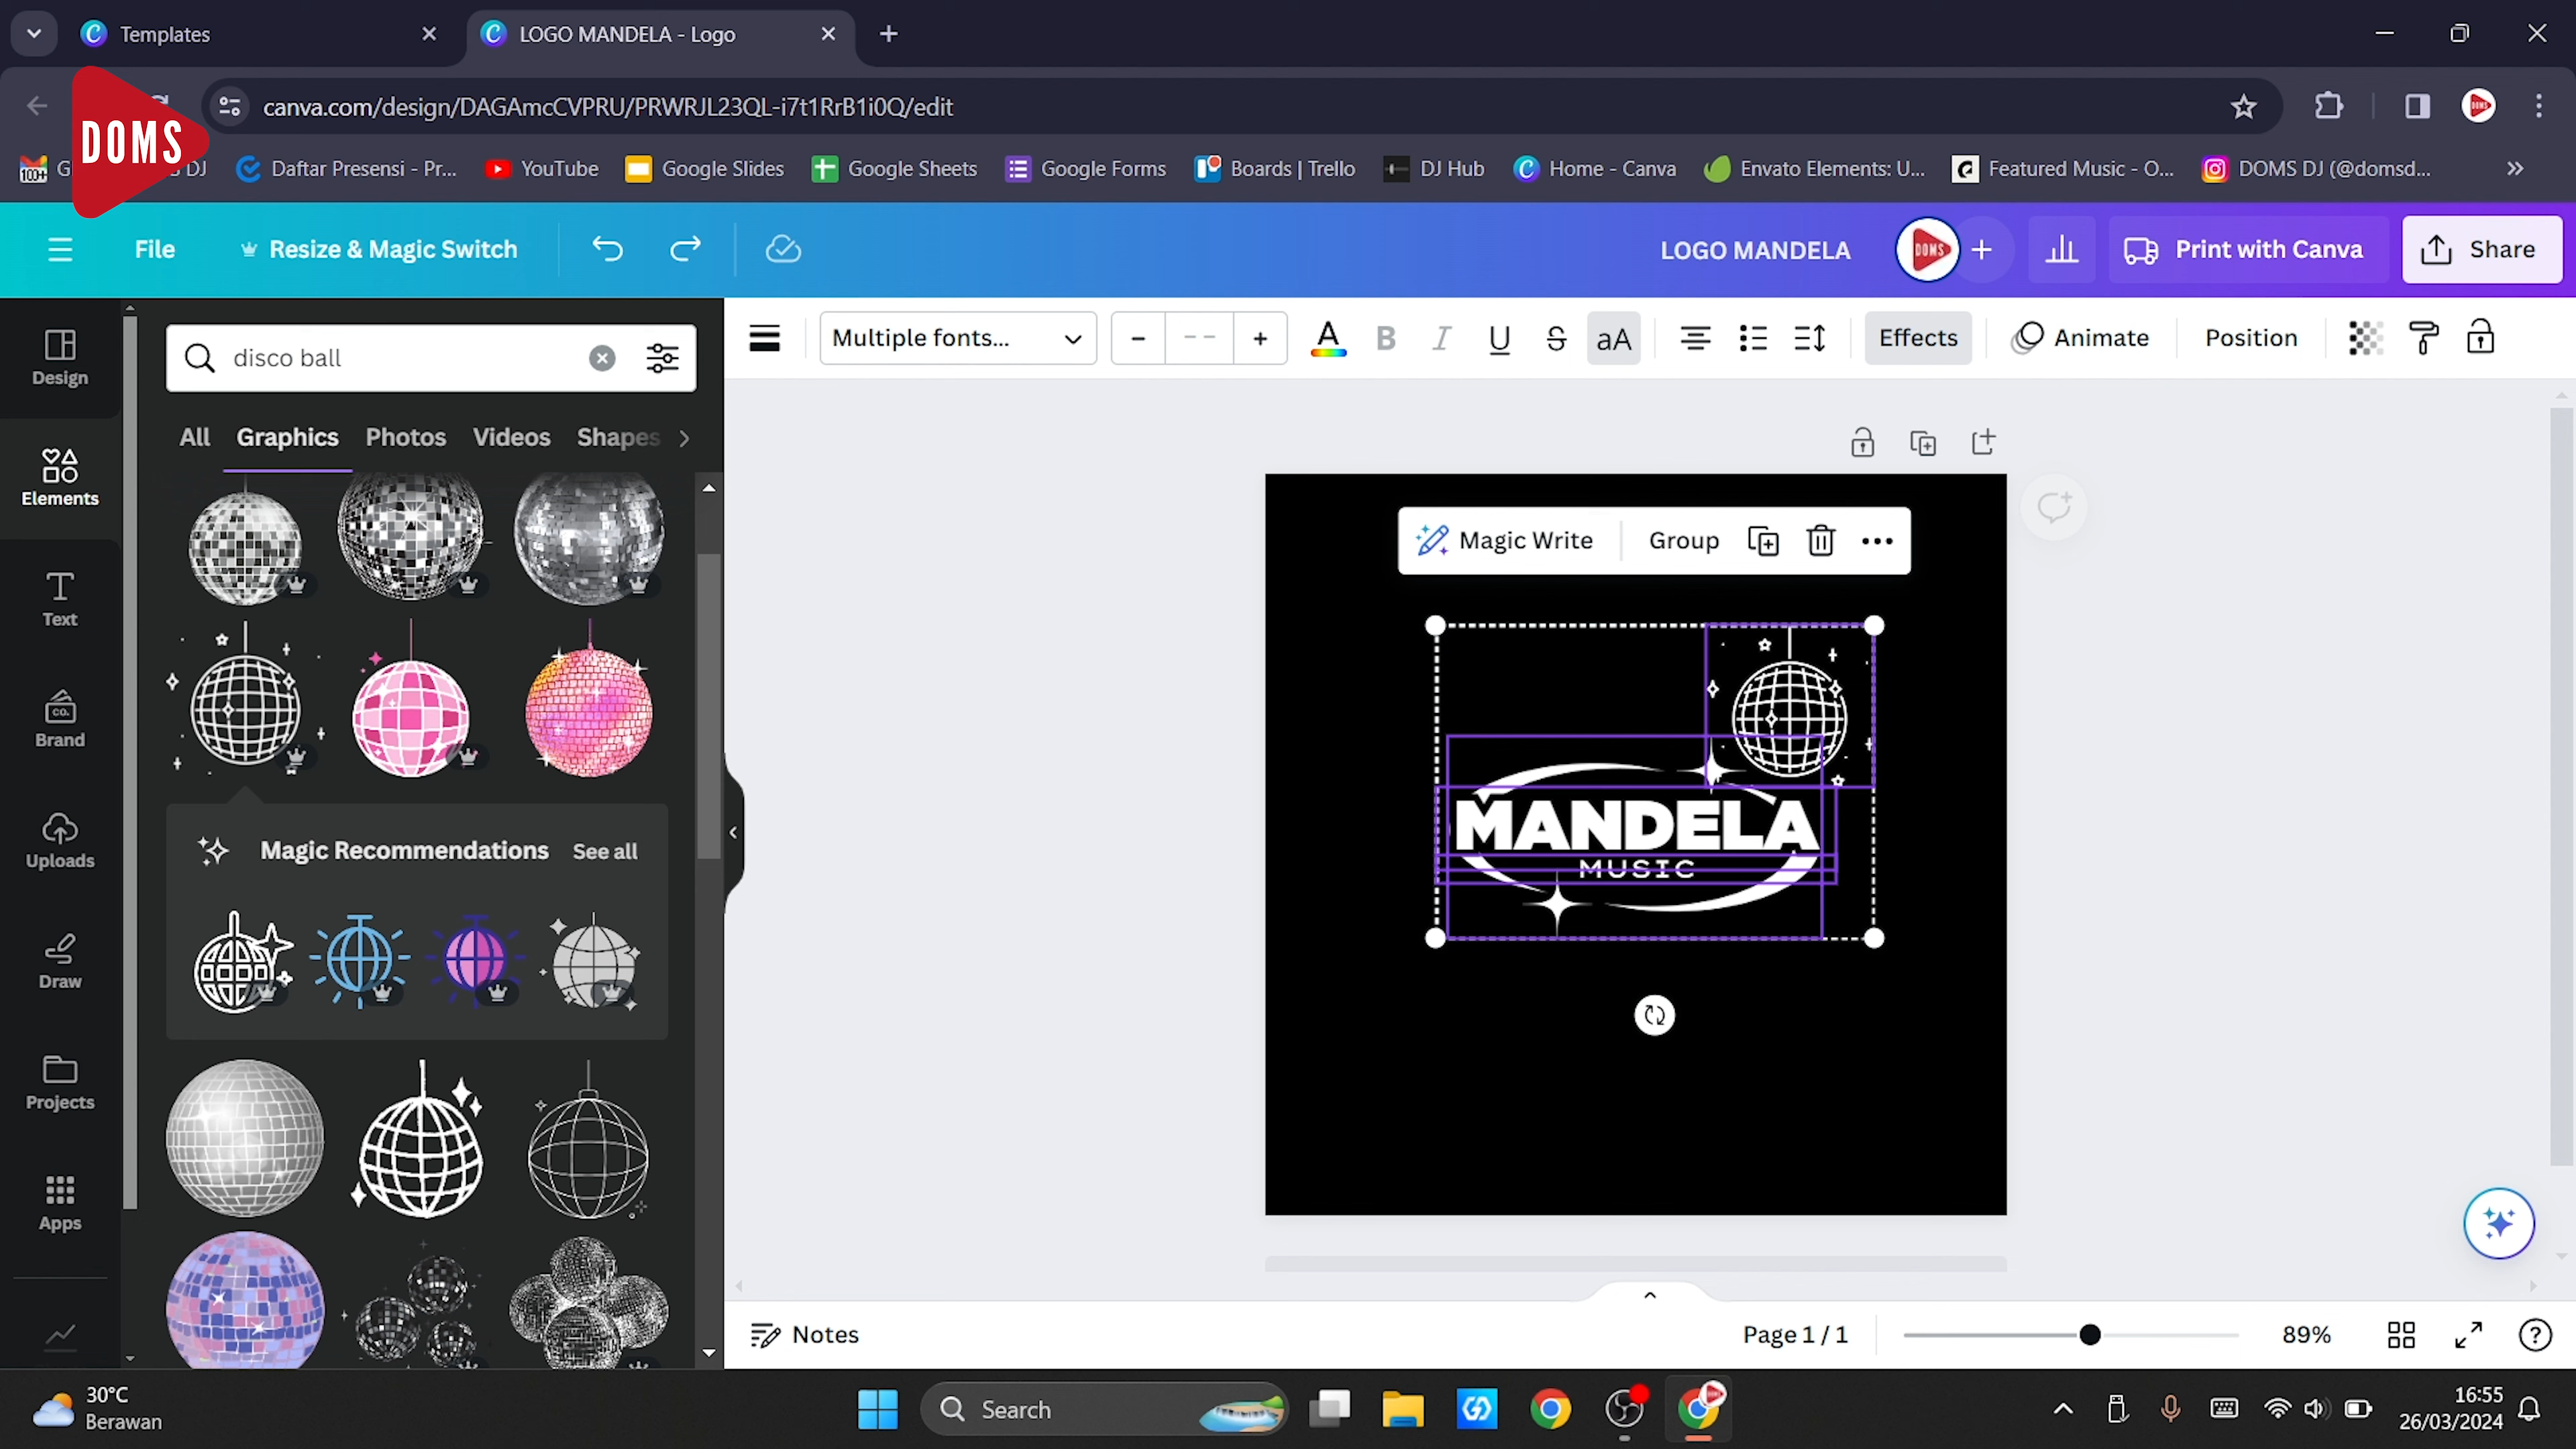 Templates
LOGO MANDELA - Logo
canva.com/design/DAGAmcCVPRU/PRWRJL23QL-i7t1RrB1i0Q/edit
DOMS
DJ
Daftar Presensi - Pr...
YouTube
Google Slides
Google Sheets
Google Forms
Boards | Trello
DJ Hub
Home - Canva
Envato Elements: U...
Featured Music - O...
DOMS DJ (@domsd...
File
Resize & Magic Switch
LOGO MANDELA
DOMS
Print with Canva
Share
disco ball
Multiple fonts...
- -
A
B
I
U
S
aA
Effects
Animate
Position
All
Graphics
Photos
Videos
Shapes
Design
Elements
Text
Brand
Uploads
Draw
Projects
Apps
Magic Recommendations
See all
Magic Write
Group
MANDELA
MUSIC
Notes
Page 1 / 1
89%
30°C
Berawan
Search
16:55
26/03/2024